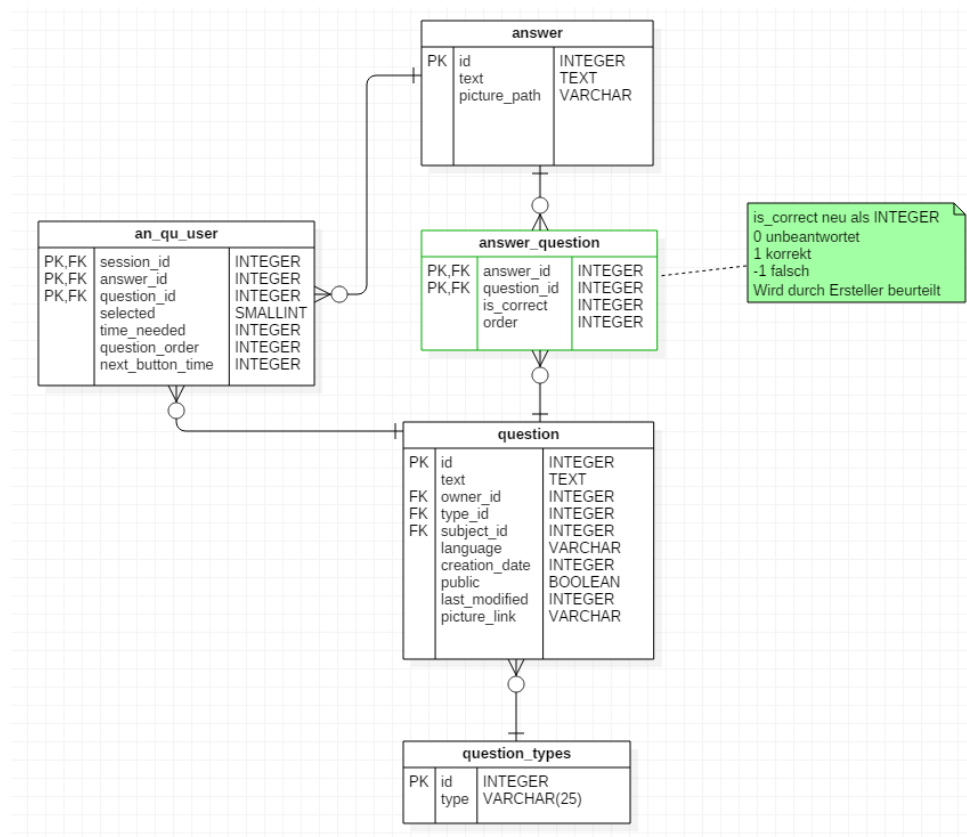 answer
PK id INTEGER
text TEXT
picture_path VARCHAR
an_qu_user
PK,FK session_id INTEGER
PK,FK answer_id INTEGER
PK,FK question_id INTEGER
selected SMALLINT
time_needed INTEGER
question_order INTEGER
next_button_time INTEGER
answer_question
PK,FK answer_id INTEGER
PK,FK question_id INTEGER
is_correct INTEGER
order INTEGER
is_correct neu als INTEGER
0 unbeantwortet
1 korrekt
-1 falsch
Wird durch Ersteller beurteilt
question
PK id INTEGER
text TEXT
FK owner_id INTEGER
FK type_id INTEGER
FK subject_id INTEGER
language VARCHAR
creation_date INTEGER
public BOOLEAN
last_modified INTEGER
picture_link VARCHAR
question_types
PK id INTEGER
type VARCHAR(25)